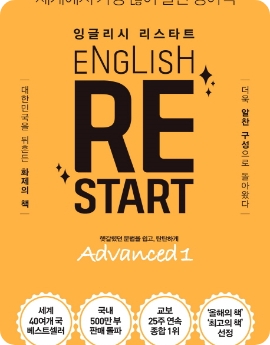 세계에서 가장 많이 팔린 영어책
잉글리시 리스타트
ENGLISH
RE
START
대한민국을 뒤흔든 화제의 책
더욱 알찬 구성으로 돌아왔다
헷갈렸던 문법을 쉽고, 탄탄하게
Advanced 1
세계
40여개 국
베스트셀러
국내
500만 부
판매 돌파
교보
25주 연속
종합 1위
'올해의 책'
'최고의 책'
선정